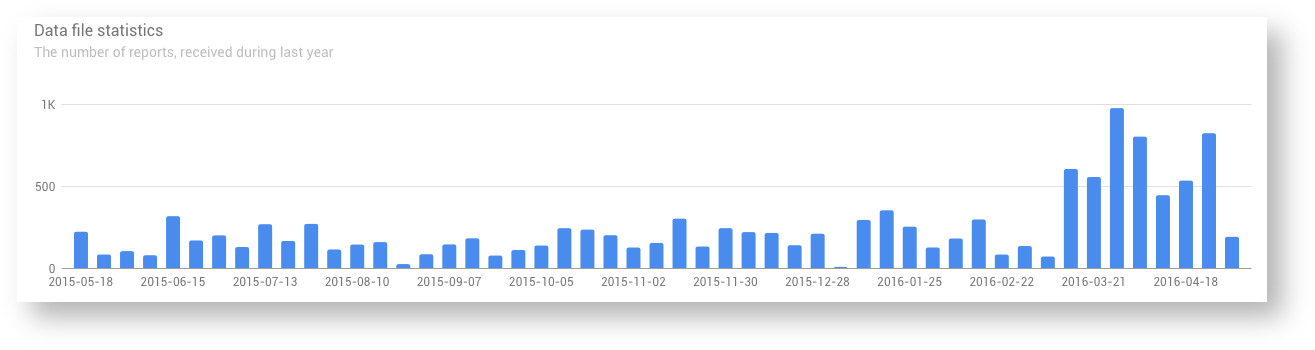 Data file statistics
The number of reports, received during last year
1K
500
0
2015-05-18 2015-06-15 2015-07-13 2015-08-10 2015-09-07 2015-10-05 2015-11-02 2015-11-30 2015-12-28 2016-01-25 2016-02-22 2016-03-21 2016-04-18